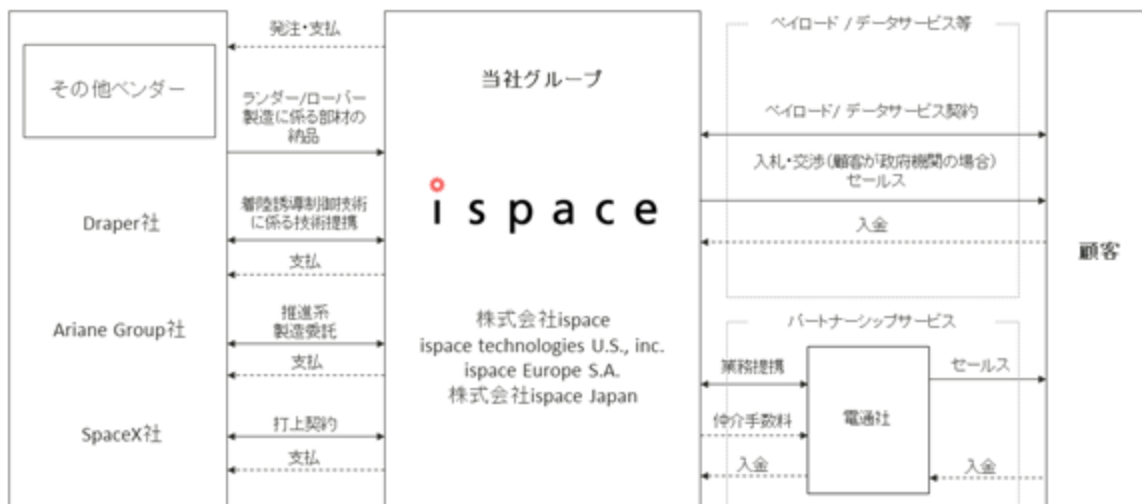 その他ベンダー
Draper社
Ariane Group社
SpaceX社
発注・支払
ランダー/ローバー
製造に係る部材の
納品
着陸誘導制御技術
に係る技術提携
支払
推進系
製造委託
支払
打上契約
支払
当社グループ
ispace
株式会社ispace
ispace technologies U.S., inc.
ispace Europe S.A.
株式会社ispace Japan
ペイロード / データサービス等
ペイロード/ データサービス契約
入札・交渉(顧客が政府機関の場合)
セールス
入金
パートナーシップサービス
業務提携
仲介手数料
入金
電通社
セールス
入金
顧客